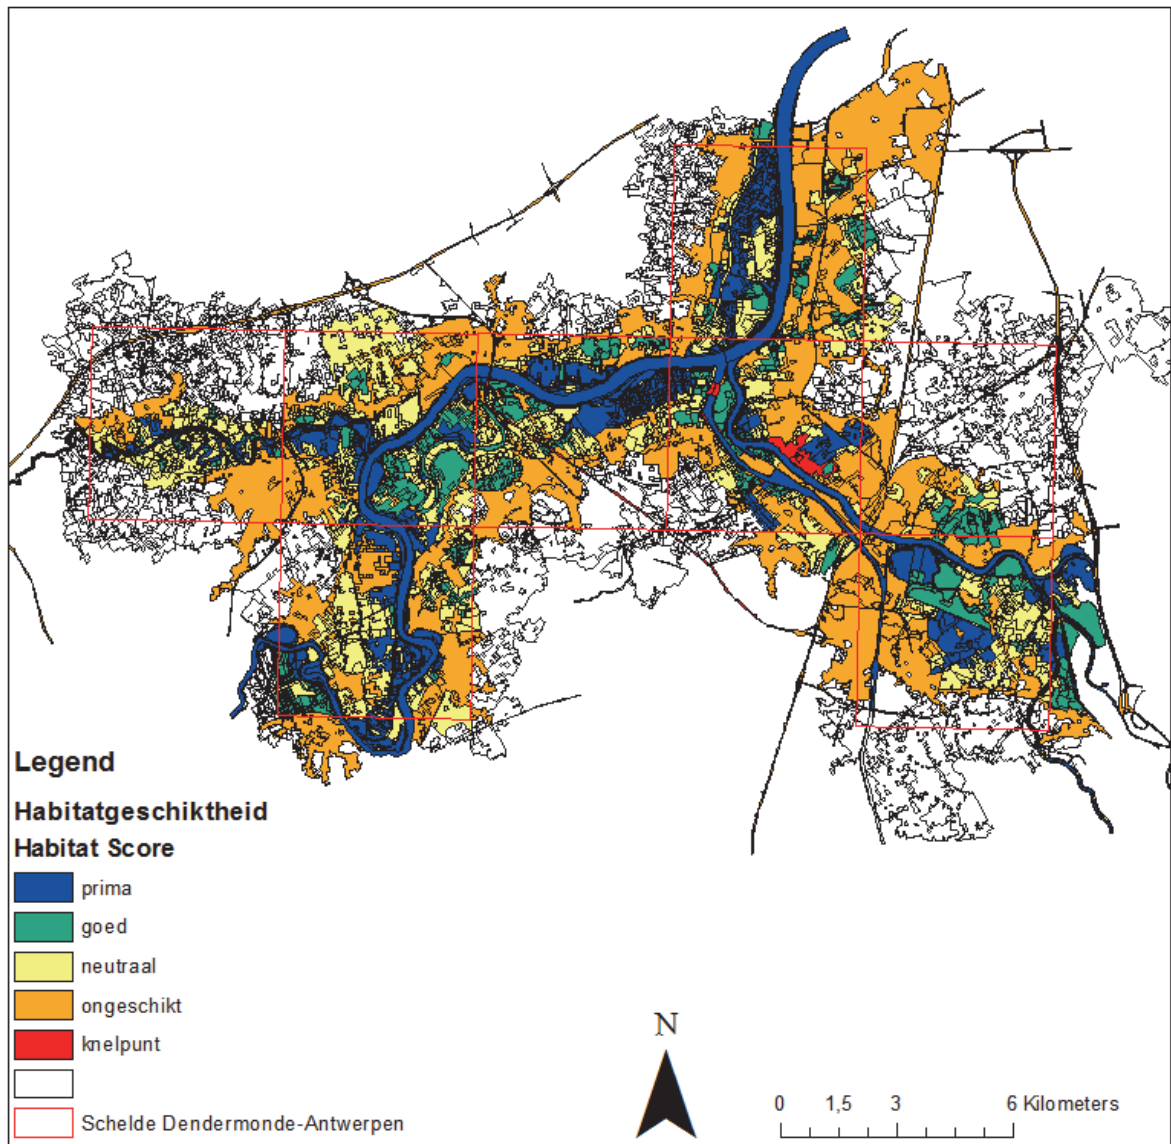 Legend
Habitatgeschiktheid
Habitat Score
prima
goed
neutraal
ongeschikt
knelpunt
Schelde Dendermonde-Antwerpen
N
0 1,5 3 6 Kilometers